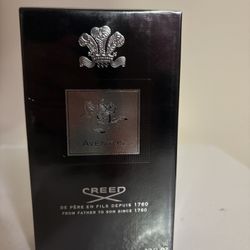 AVENTUS
CREED
DE PÈRE EN FILS DEPUIS 1760
FROM FATHER TO SON SINCE 1760